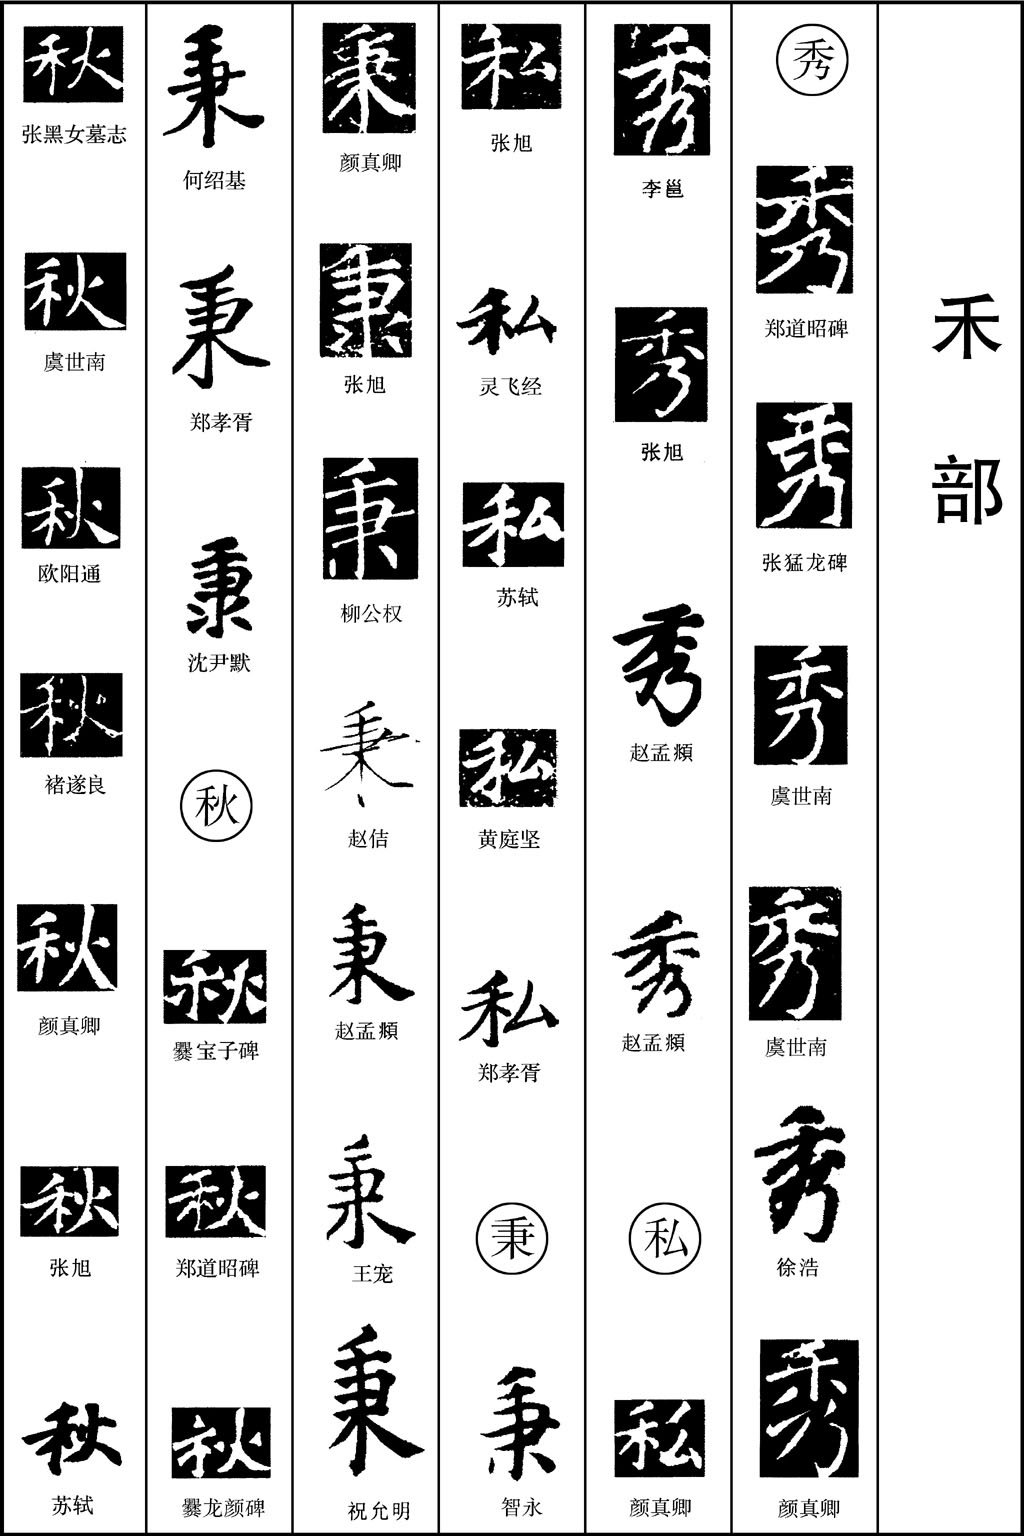 禾部
秀
秀
郑道昭碑
秀
张猛龙碑
秀
虞世南
秀
虞世南
秀
徐浩
秀
颜真卿
秀
李邕
秀
张旭
秀
赵孟頫
秀
赵孟頫
私
私
颜真卿
私
张旭
私
灵飞经
私
苏轼
私
黄庭坚
私
郑孝胥
秉
秉
智永
秉
颜真卿
秉
张旭
秉
柳公权
秉
赵佶
秉
赵孟頫
秉
王宠
秉
祝允明
秉
何绍基
秉
郑孝胥
秉
沈尹默
秋
秋
爨宝子碑
秋
郑道昭碑
秋
爨龙颜碑
秋
张黑女墓志
秋
虞世南
秋
欧阳通
秋
褚遂良
秋
颜真卿
秋
张旭
秋
苏轼